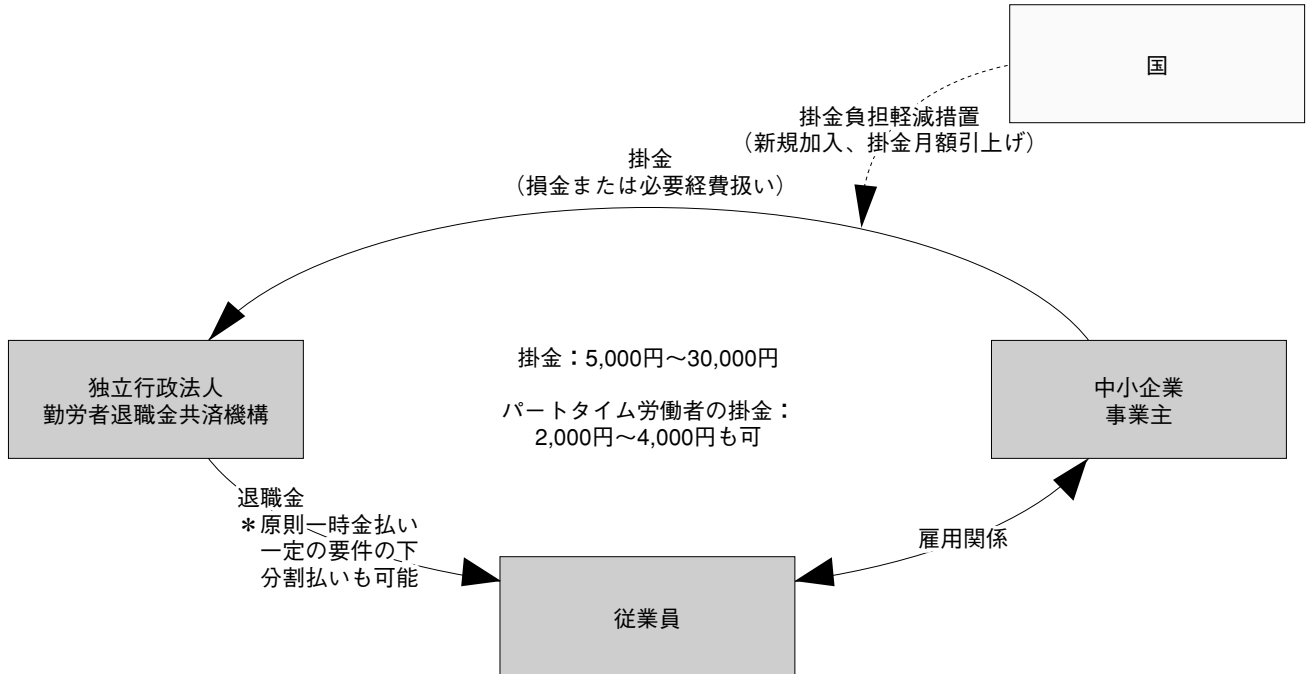 国
掛金負担軽減措置
（新規加入、掛金月額引上げ）
掛金
（損金または必要経費扱い）
独立行政法人
勤労者退職金共済機構
掛金：5,000円～30,000円
パートタイム労働者の掛金：
2,000円～4,000円も可
中小企業
事業主
退職金
＊原則一時金払い
一定の要件の下
分割払いも可能
雇用関係
従業員